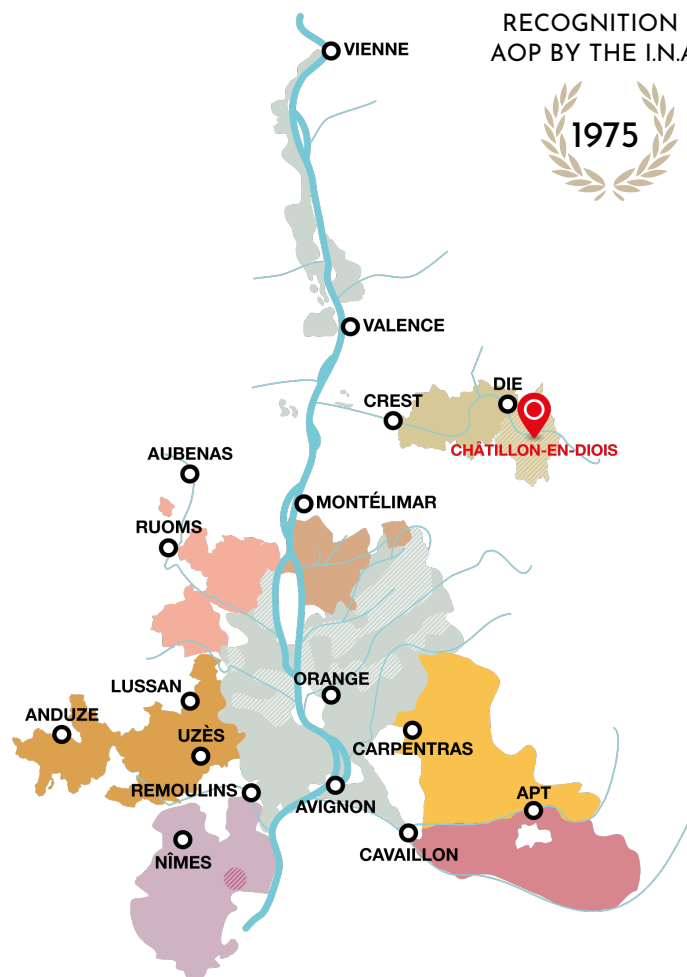 RECOGNITION
AOP BY THE I.N.A
1975
VIENNE
VALENCE
DIE
CREST
CHÂTILLON-EN-DIOIS
AUBENAS
MONTÉLIMAR
RUOMS
ORANGE
LUSSAN
ANDUZE
UZÈS
CARPENTRAS
REMOULINS
AVIGNON
APT
NÎMES
CAVAILLON